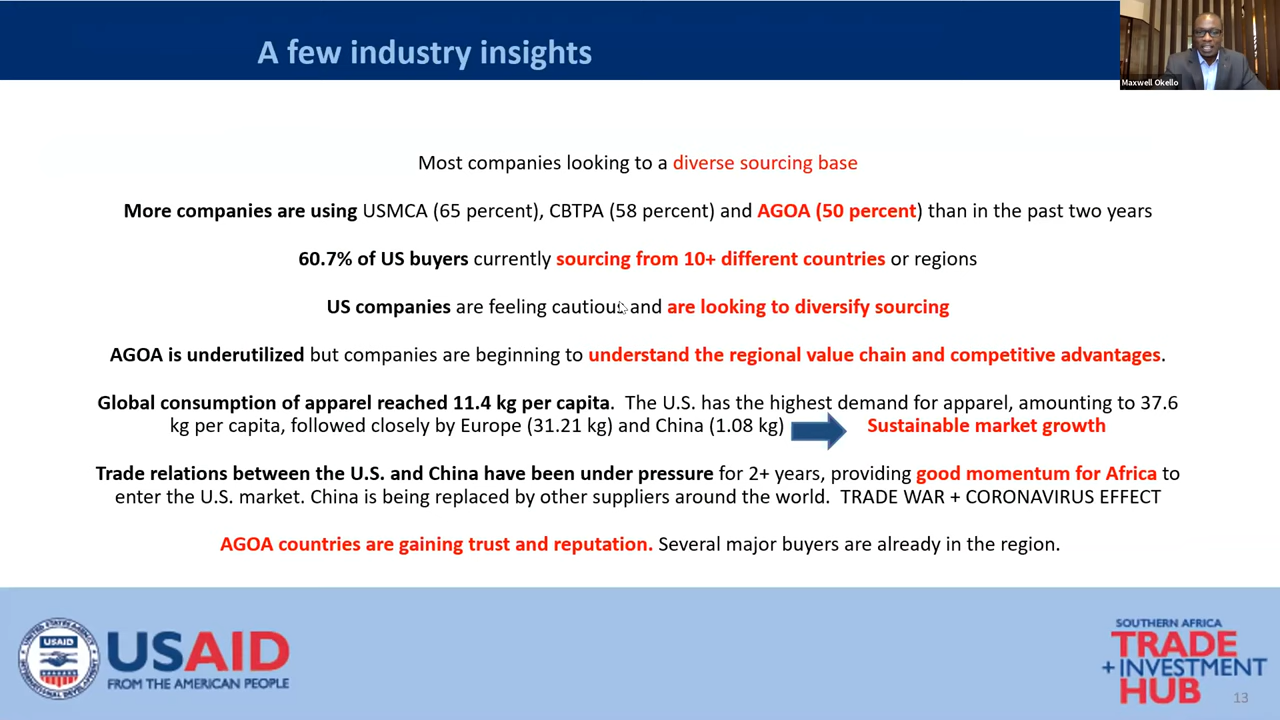 A few industry insights
Maxwell Okello
Most companies looking to a diverse sourcing base
More companies are using USMCA (65 percent), CBTPA (58 percent) and AGOA (50 percent) than in the past two years
60.7% of US buyers currently sourcing from 10+ different countries or regions
US companies are feeling cautious and are looking to diversify sourcing
AGOA is underutilized but companies are beginning to understand the regional value chain and competitive advantages.
Global consumption of apparel reached 11.4 kg per capita. The U.S. has the highest demand for apparel, amounting to 37.6
kg per capita, followed closely by Europe (31.21 kg) and China (1.08 kg) Sustainable market growth
Trade relations between the U.S. and China have been under pressure for 2+ years, providing good momentum for Africa to
enter the U.S. market. China is being replaced by other suppliers around the world. TRADE WAR + CORONAVIRUS EFFECT
AGOA countries are gaining trust and reputation. Several major buyers are already in the region.
USAID
USAID
FROM THE AMERICAN PEOPLE
SOUTHERN AFRICA
TRADE
+INVESTMENT
HUB
13